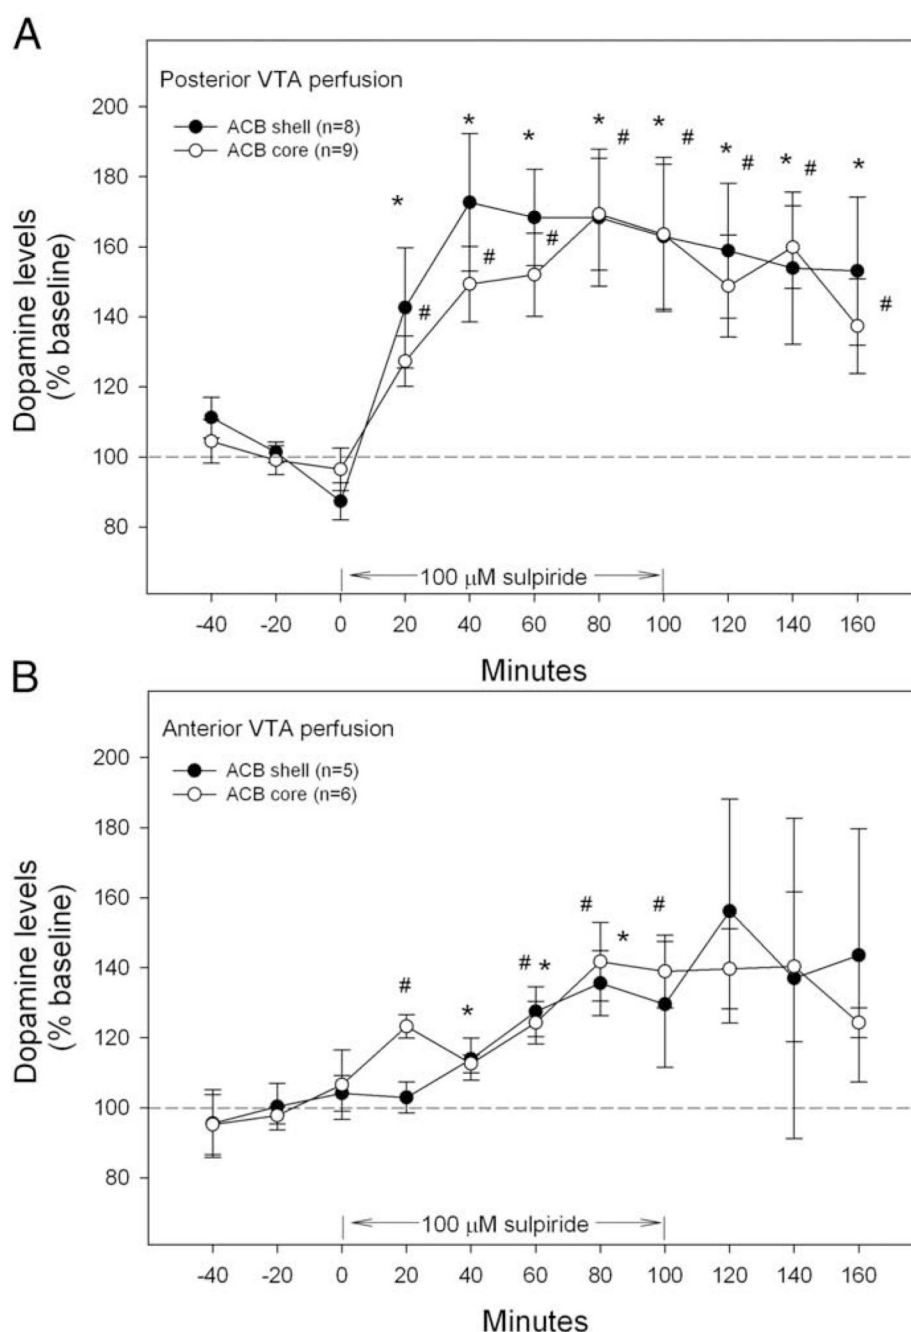 A
Posterior VTA perfusion
ACB shell (n=8)
ACB core (n=9)
Dopamine levels
(% baseline)
200
180
160
140
120
100
80
* * * * * * * *
# # # # # # # #
100 μM sulpiride
-40 -20 0 20 40 60 80 100 120 140 160
Minutes
B
Anterior VTA perfusion
ACB shell (n=5)
ACB core (n=6)
Dopamine levels
(% baseline)
200
180
160
140
120
100
80
# # # #
* * *
100 μM sulpiride
-40 -20 0 20 40 60 80 100 120 140 160
Minutes